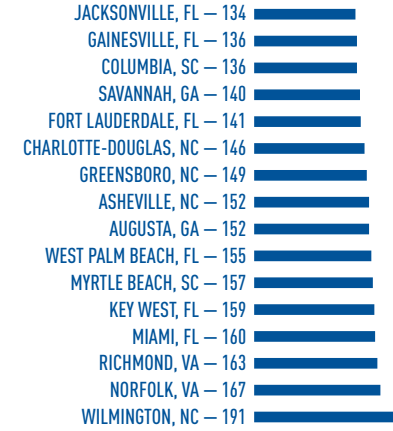 JACKSONVILLE, FL — 134
GAINESVILLE, FL — 136
COLUMBIA, SC — 136
SAVANNAH, GA — 140
FORT LAUDERDALE, FL — 141
CHARLOTTE-DOUGLAS, NC — 146
GREENSBORO, NC — 149
ASHEVILLE, NC — 152
AUGUSTA, GA — 152
WEST PALM BEACH, FL — 155
MYRTLE BEACH, SC — 157
KEY WEST, FL — 159
MIAMI, FL — 160
RICHMOND, VA — 163
NORFOLK, VA — 167
WILMINGTON, NC — 191